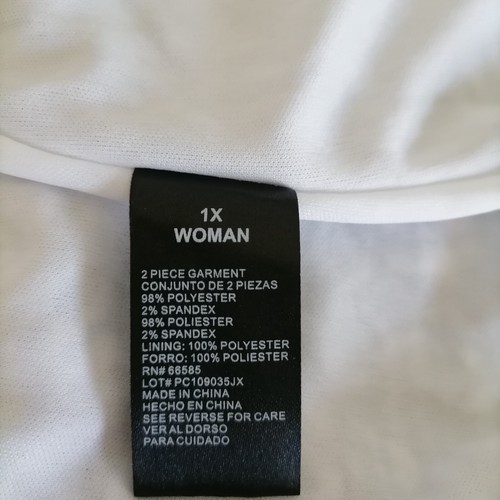 1X
WOMAN
2 PIECE GARMENT
CONJUNTO DE 2 PIEZAS
98% POLYESTER
2% SPANDEX
98% POLIESTER
2% SPANDEX
LINING: 100% POLYESTER
FORRO: 100% POLIESTER
RN# 66585
LOT# PC109035JX
MADE IN CHINA
HECHO EN CHINA
SEE REVERSE FOR CARE
VER AL DORSO
PARA CUIDADO